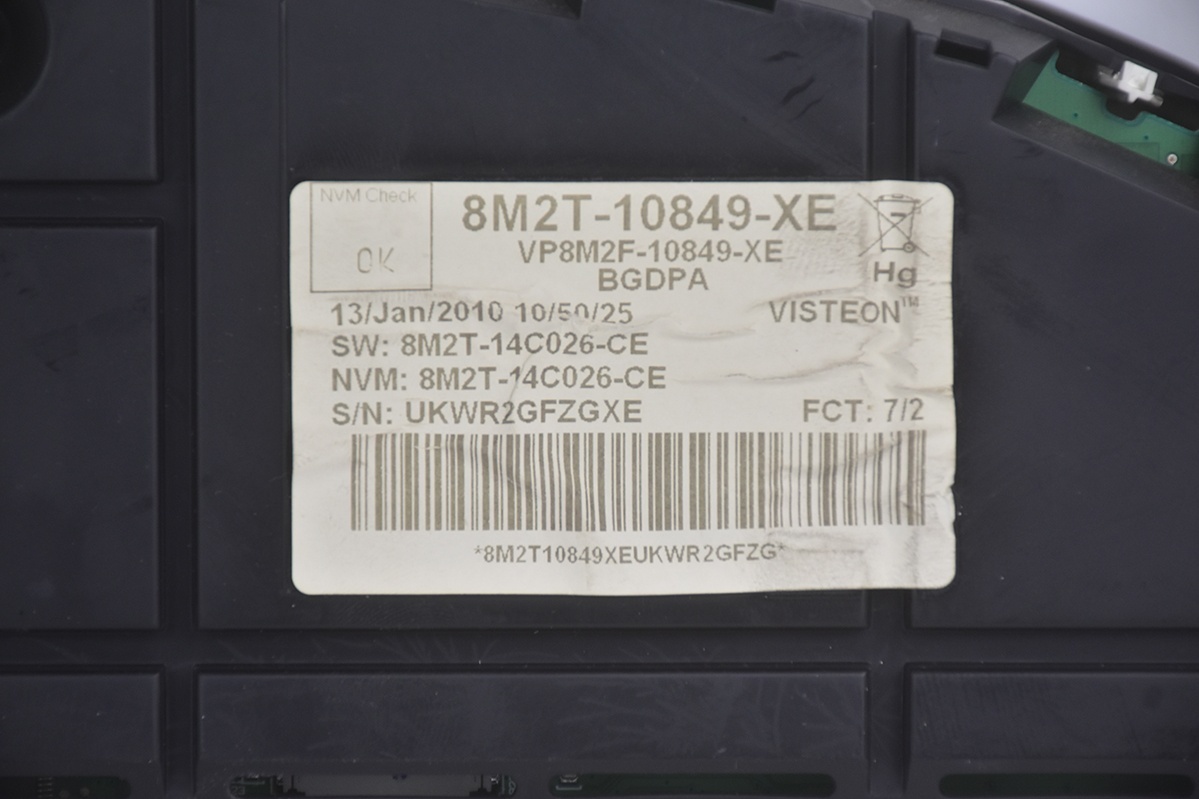 NVM Check
OK
8M2T-10849-XE
VP8M2F-10849-XE
BGDPA
Hg
13/Jan/2010 10/50/25
VISTEON™
SW: 8M2T-14C026-CE
NVM: 8M2T-14C026-CE
S/N: UKWR2GFZGXE
FCT: 7/2
*8M2T10849XEUKWR2GFZG*